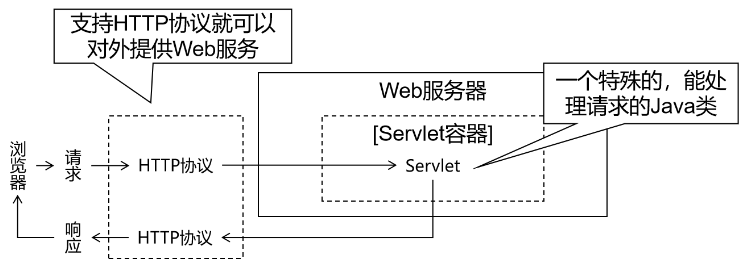 支持HTTP协议就可以
对外提供Web服务
Web服务器
一个特殊的，能处
理请求的Java类
[Servlet容器]
浏览器
请求
HTTP协议
Servlet
响应
HTTP协议